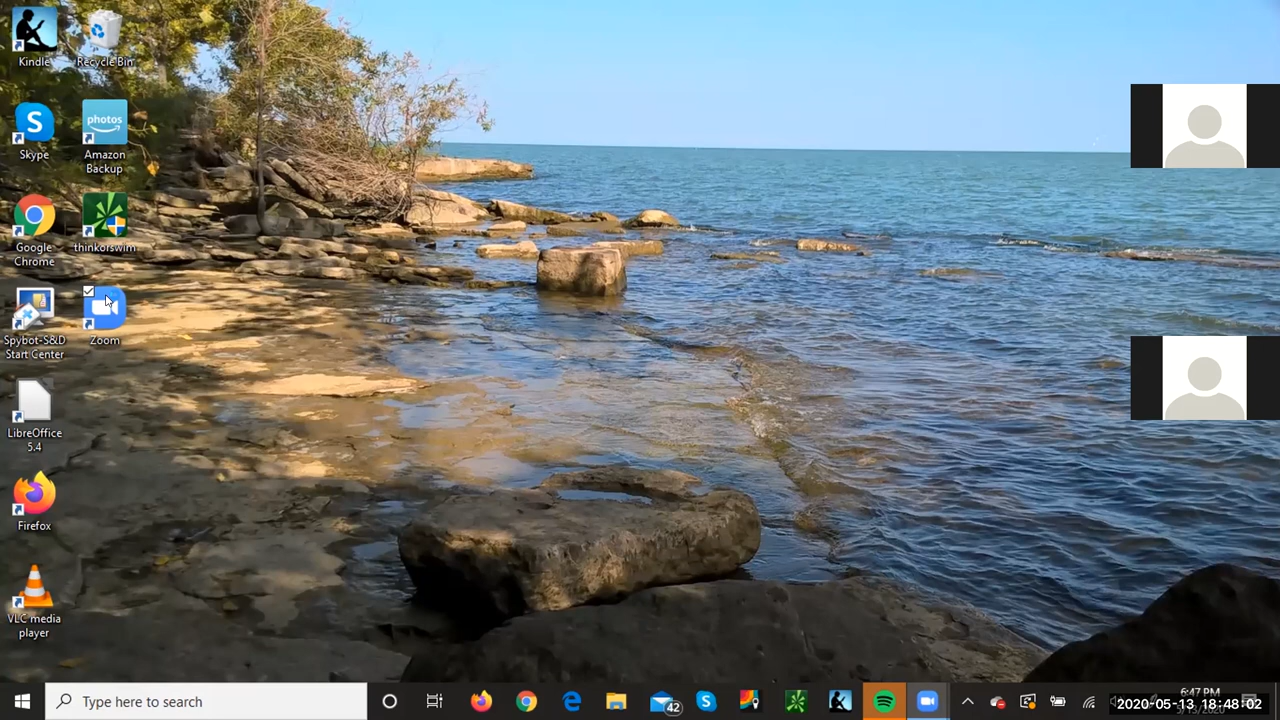 Kindle
Recycle Bin
Skype
photos
Amazon
Backup
Google
Chrome
thinkorswim
Spybot-S&D
Start Center
Zoom
LibreOffice
5.4
Firefox
VLC media
player
Type here to search
42
6:47 PM
2020-05-13 18:48:02